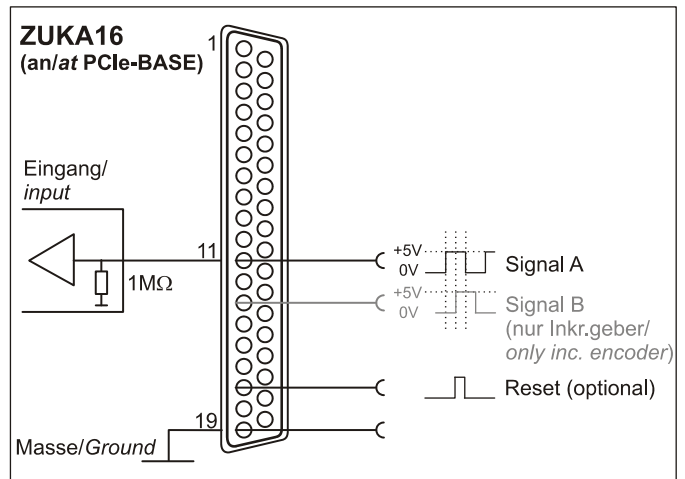 ZUKA16
(an/at PCIe-BASE)
1
Eingang/
input
11
1MΩ
+5V
0V
Signal A
+5V
0V
Signal B
(nur Inkr.geber/
only inc. encoder)
Reset (optional)
19
Masse/Ground